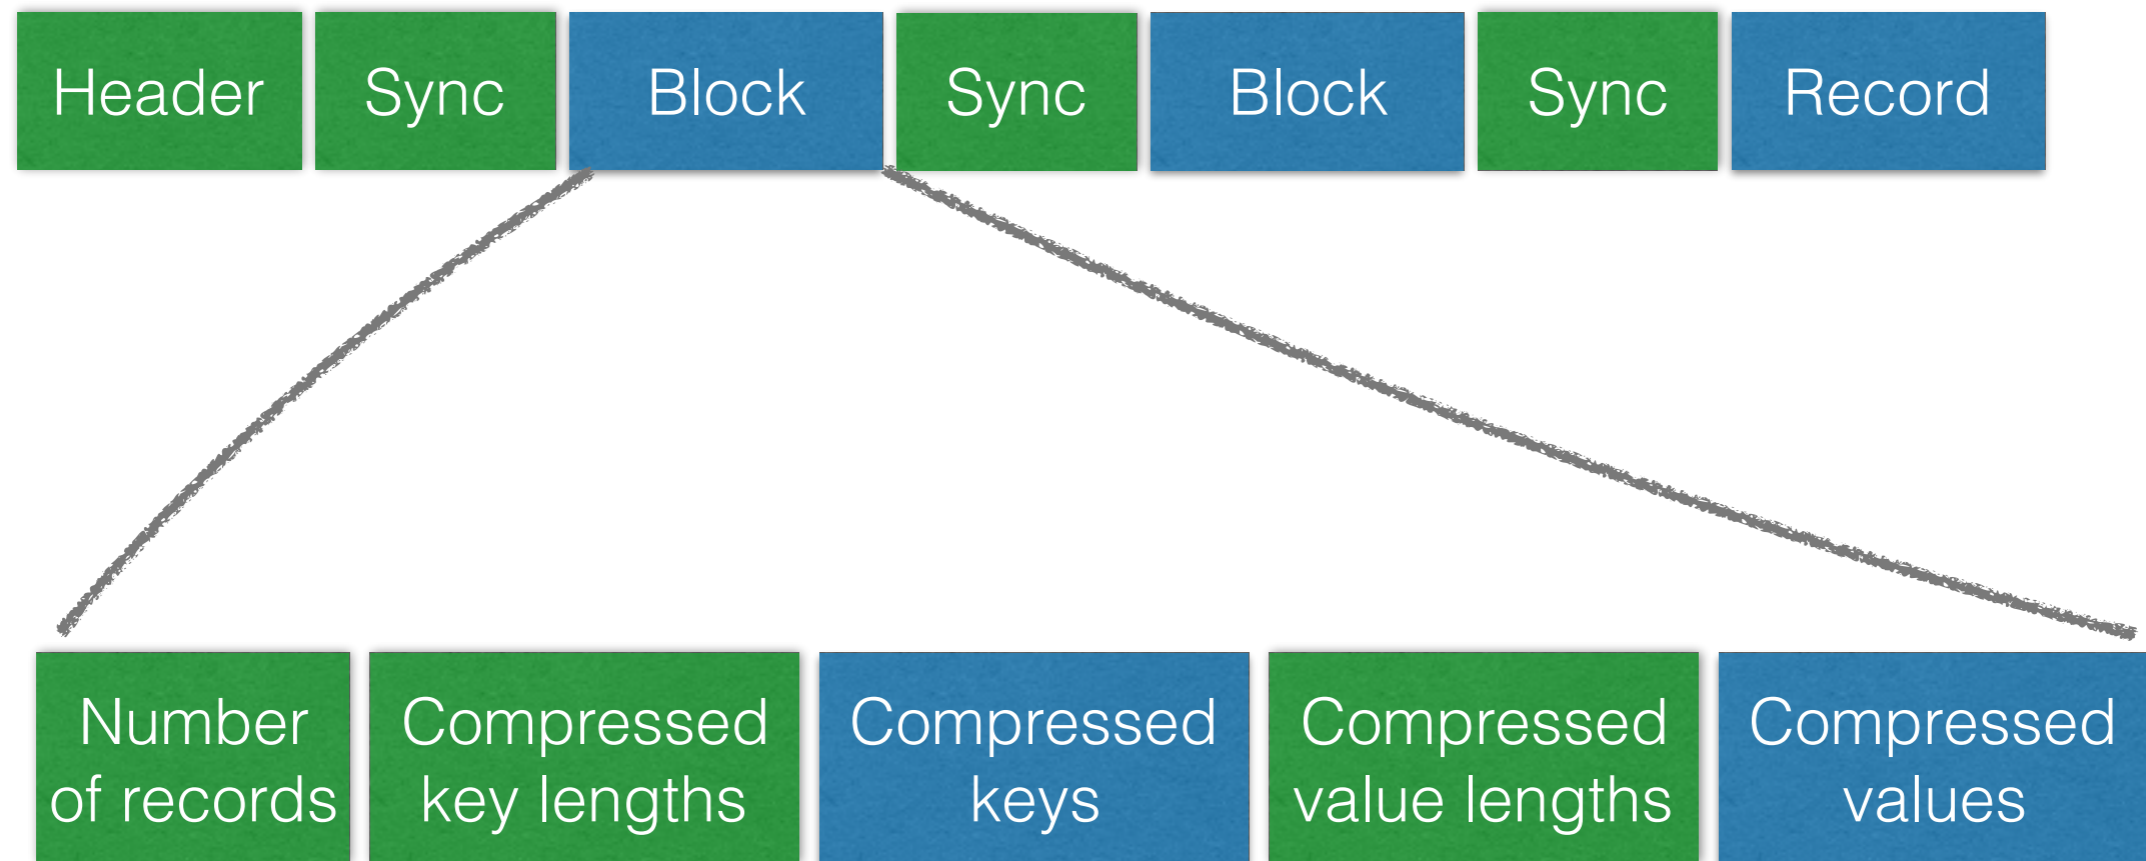 Header Sync Block Sync Block Sync Record
Number
of records
Compressed
key lengths
Compressed
keys
Compressed
value lengths
Compressed
values